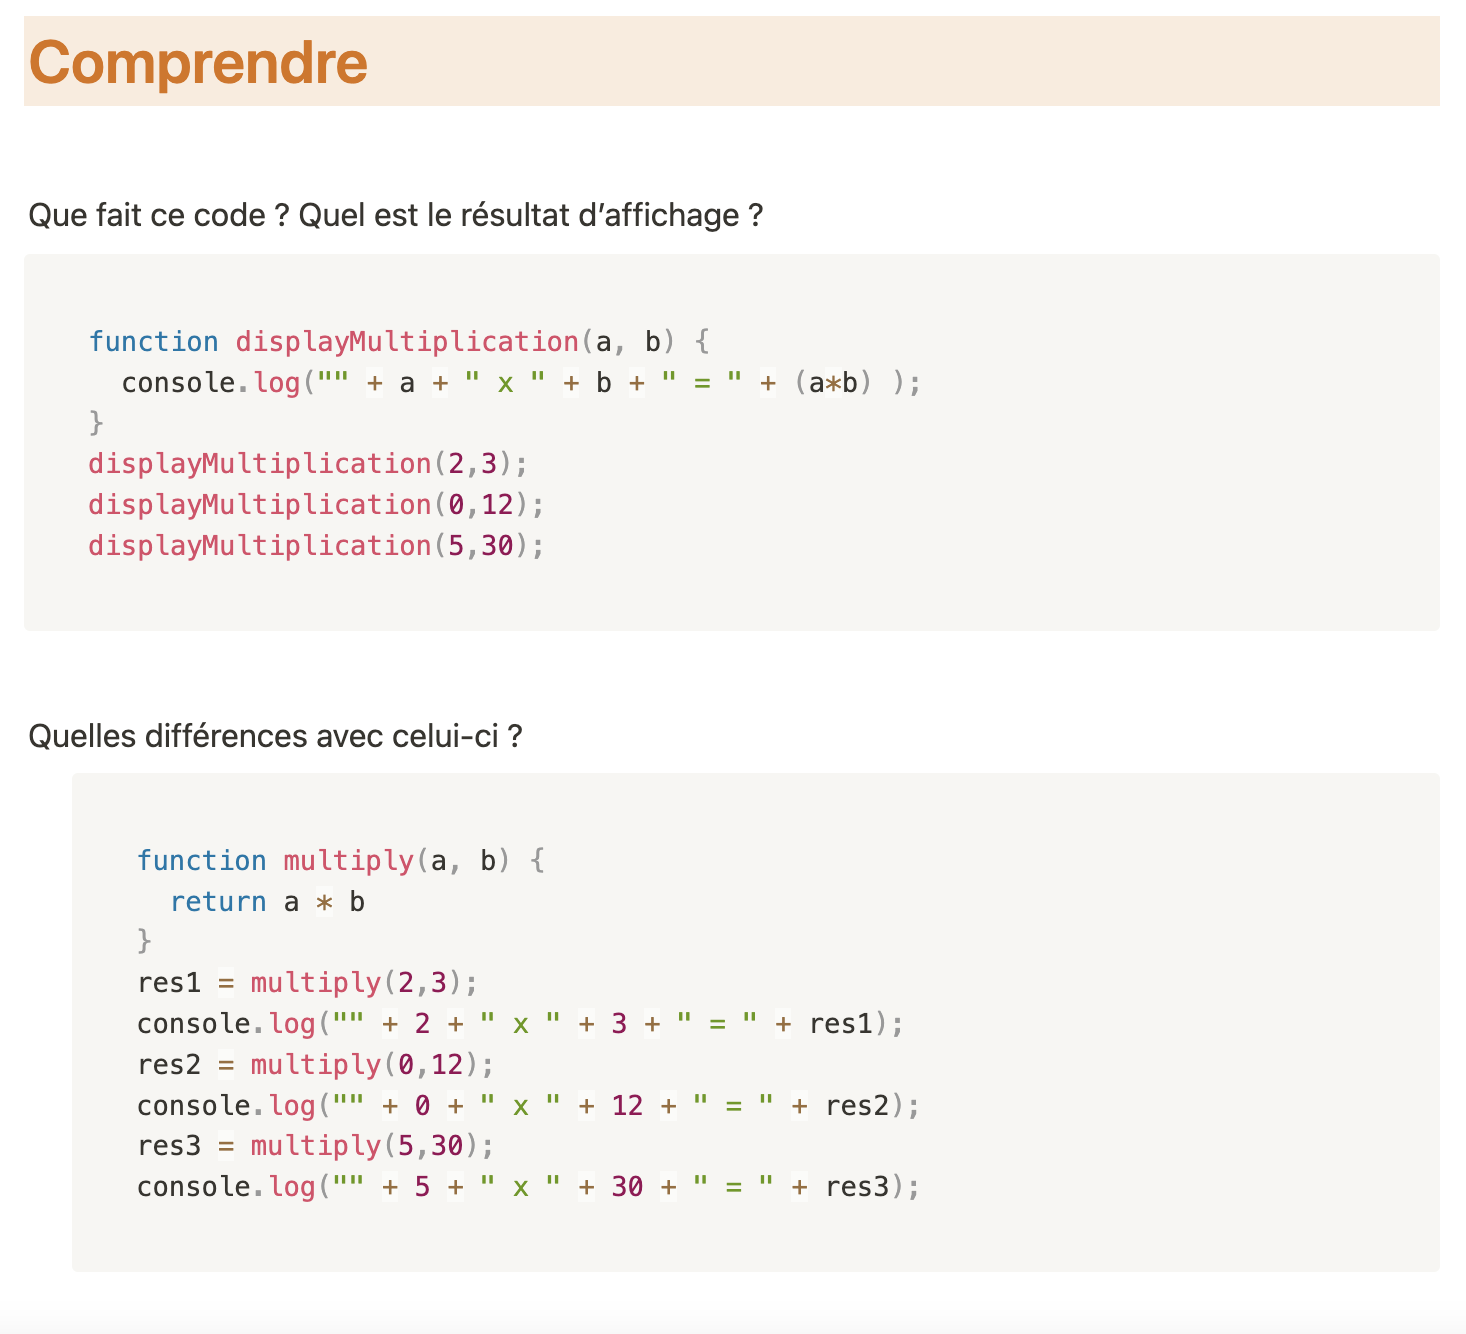 Comprendre
Que fait ce code ? Quel est le résultat d’affichage ?
function displayMultiplication(a, b) {
  console.log("" + a + " x " + b + " = " + (a*b) );
}
displayMultiplication(2,3);
displayMultiplication(0,12);
displayMultiplication(5,30);
Quelles différences avec celui-ci ?
function multiply(a, b) {
  return a * b
}
res1 = multiply(2,3);
console.log("" + 2 + " x " + 3 + " = " + res1);
res2 = multiply(0,12);
console.log("" + 0 + " x " + 12 + " = " + res2);
res3 = multiply(5,30);
console.log("" + 5 + " x " + 30 + " = " + res3);